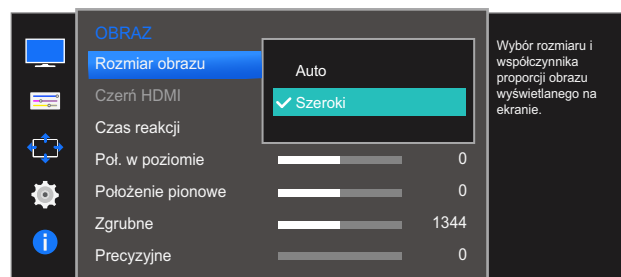 OBRAZ
Rozmiar obrazu
Auto
Czerń HDMI
Szeroki
Czas reakcji
Poł. w poziomie 0
Położenie pionowe 0
Zgrubne 1344
Precyzyjne 0
Wybór rozmiaru i
współczynnika
proporcji obrazu
wyświetlanego na
ekranie.